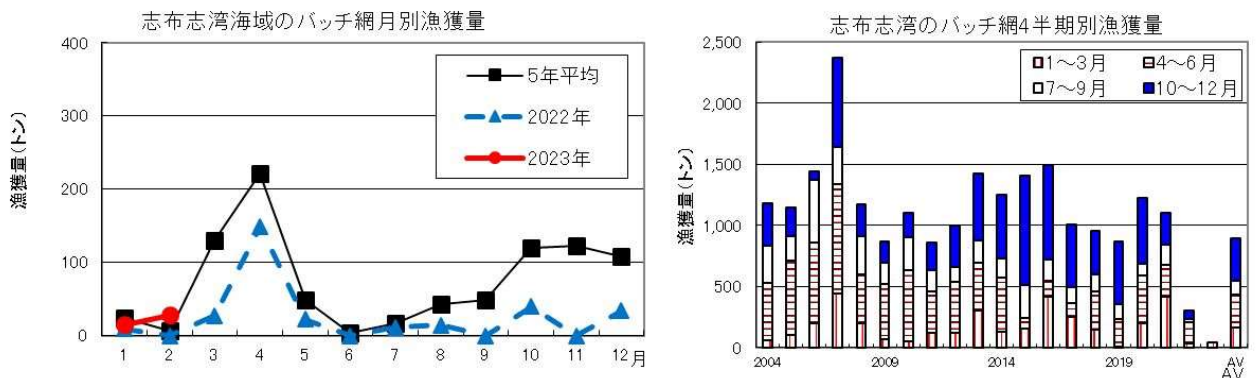 志布志湾海域のバッチ網月別漁獲量
漁獲量(トン)
400
300
200
100
0
5年平均
2022年
2023年
1 2 3 4 5 6 7 8 9 10 11 12月
志布志湾のバッチ網4半期別漁獲量
漁獲量(トン)
2,500
2,000
1,500
1,000
500
0
1～3月 4～6月
7～9月 10～12月
2004 2009 2014 2019 AV
AV